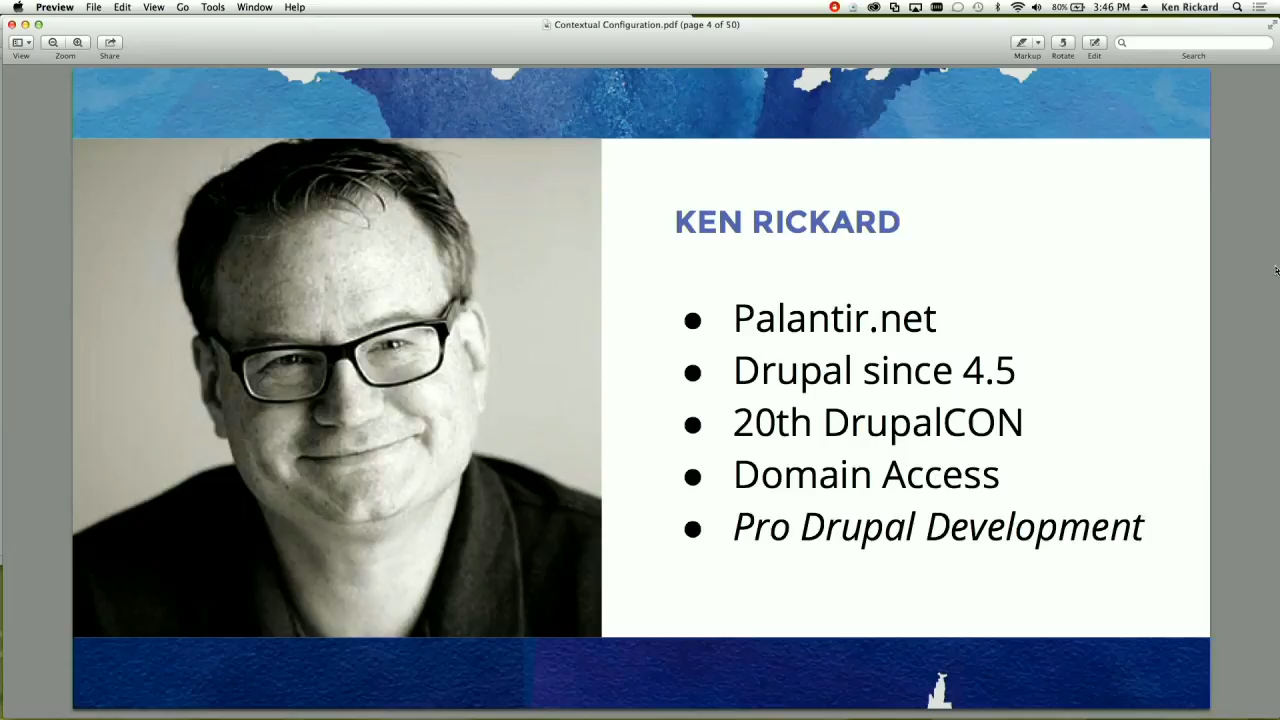 Preview File Edit View Go Tools Window Help 80% 3:46 PM Ken Rickard
Contextual Configuration.pdf (page 4 of 50)
View Zoom Share Markup Rotate Edit Search
KEN RICKARD
● Palantir.net
● Drupal since 4.5
● 20th DrupalCON
● Domain Access
● Pro Drupal Development